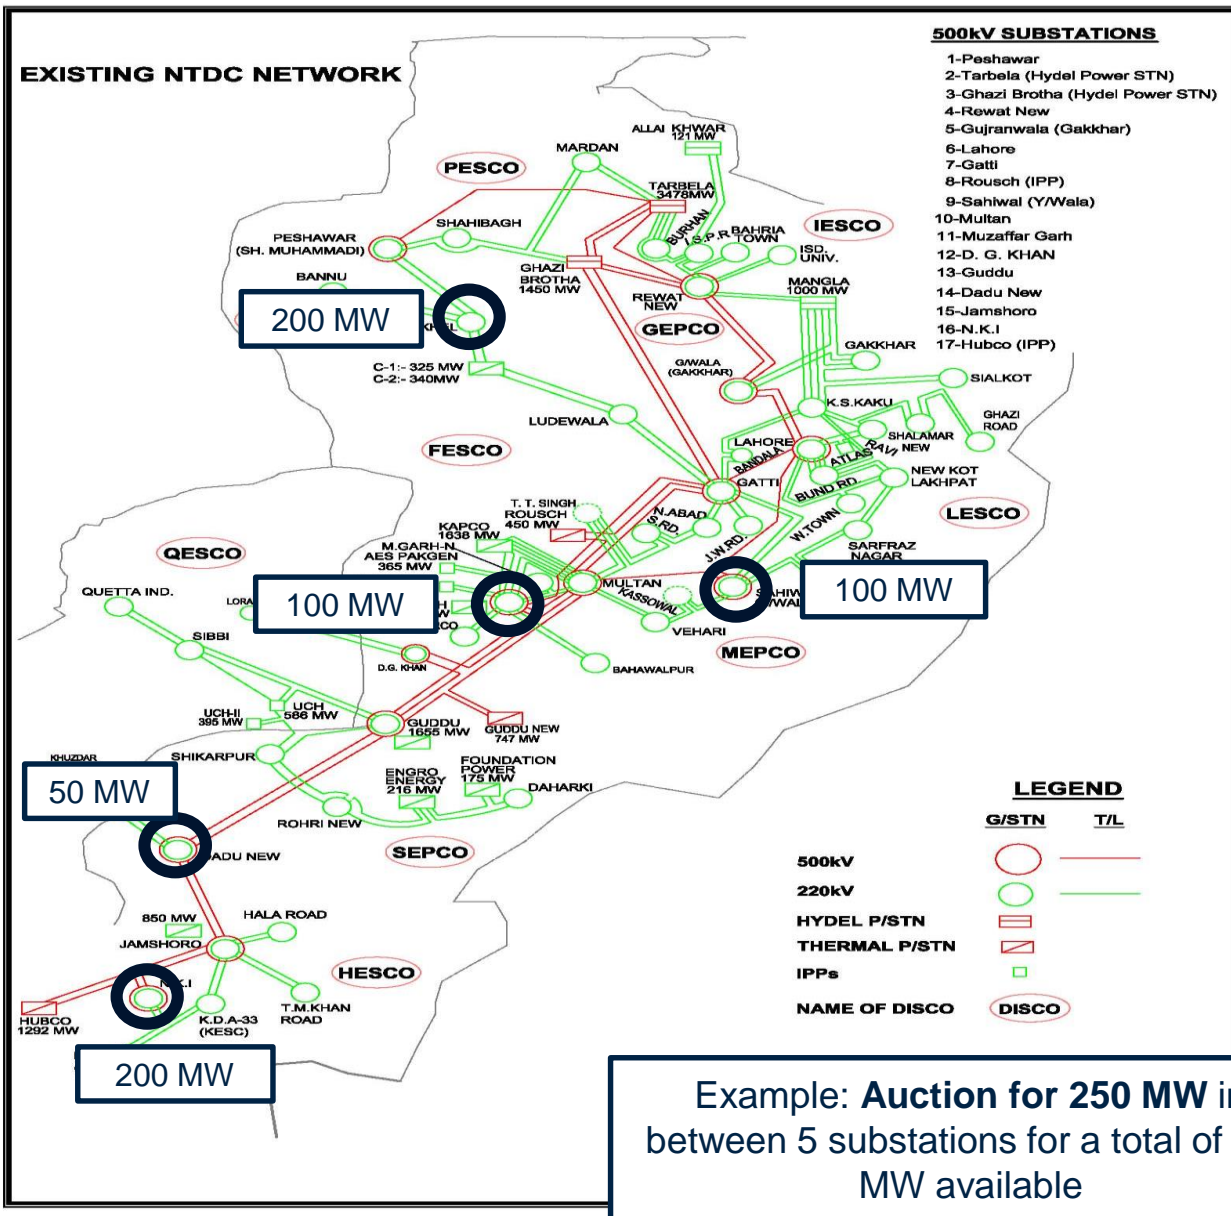 EXISTING NTDC NETWORK
500kV SUBSTATIONS
1-Peshawar
2-Tarbela (Hydel Power STN)
3-Ghazi Brotha (Hydel Power STN)
4-Rewat New
5-Gujranwala (Gakkhar)
6-Lahore
7-Gatti
8-Rousch (IPP)
9-Sahiwal (Y/Wala)
10-Multan
11-Muzaffar Garh
12-D. G. KHAN
13-Guddu
14-Dadu New
15-Jamshoro
16-N.K.I
17-Hubco (IPP)
ALLAI KHWAR
121 MW
MARDAN
PESCO
TARBELA
3478MW
SHAHIBAGH
BURHAN
I.S.P.R
BAHRIA
TOWN
IESCO
PESHAWAR
(SH. MUHAMMADI)
ISD.
UNIV.
BANNU
GHAZI
BROTHA
1450 MW
REWAT
NEW
MANGLA
1000 MW
200 MW
GEPCO
GAKKHAR
C-1:- 325 MW
C-2:- 340MW
G/WALA
(GAKKHAR)
SIALKOT
LUDEWALA
K.S.KAKU
GHAZI
ROAD
FESCO
LAHORE
BANDALA
ATLAS
RAVI
SHALAMAR
NEW
GATTI
BUND RD.
NEW KOT
LAKHPAT
T. T. SINGH
ROUSCH
450 MW
N.ABAD
S.RD.
J.W.RD.
W.TOWN
LESCO
KAPCO
1638 MW
M.GARH-N
AES PAKGEN
365 MW
SARFRAZ
NAGAR
QESCO
QUETTA IND.
MULTAN
KASSOWAL
100 MW
100 MW
VEHARI
SIBBI
MEPCO
D.G. KHAN
BAHAWALPUR
UCH
586 MW
UCH-II
395 MW
GUDDU
1655 MW
GUDDU NEW
747 MW
KHUZDAR
SHIKARPUR
FOUNDATION
POWER
175 MW
ENGRO
ENERGY
216 MW
DAHARKI
50 MW
ROHRI NEW
LEGEND
G/STN T/L
DADU NEW
SEPCO
500kV
220kV
HYDEL P/STN
THERMAL P/STN
IPPs
NAME OF DISCO DISCO
850 MW
JAMSHORO
HALA ROAD
HESCO
N.K.I
HUBCO
1292 MW
K.D.A-33
(KESC)
T.M.KHAN
ROAD
200 MW
Example: Auction for 250 MW in
between 5 substations for a total of
MW available